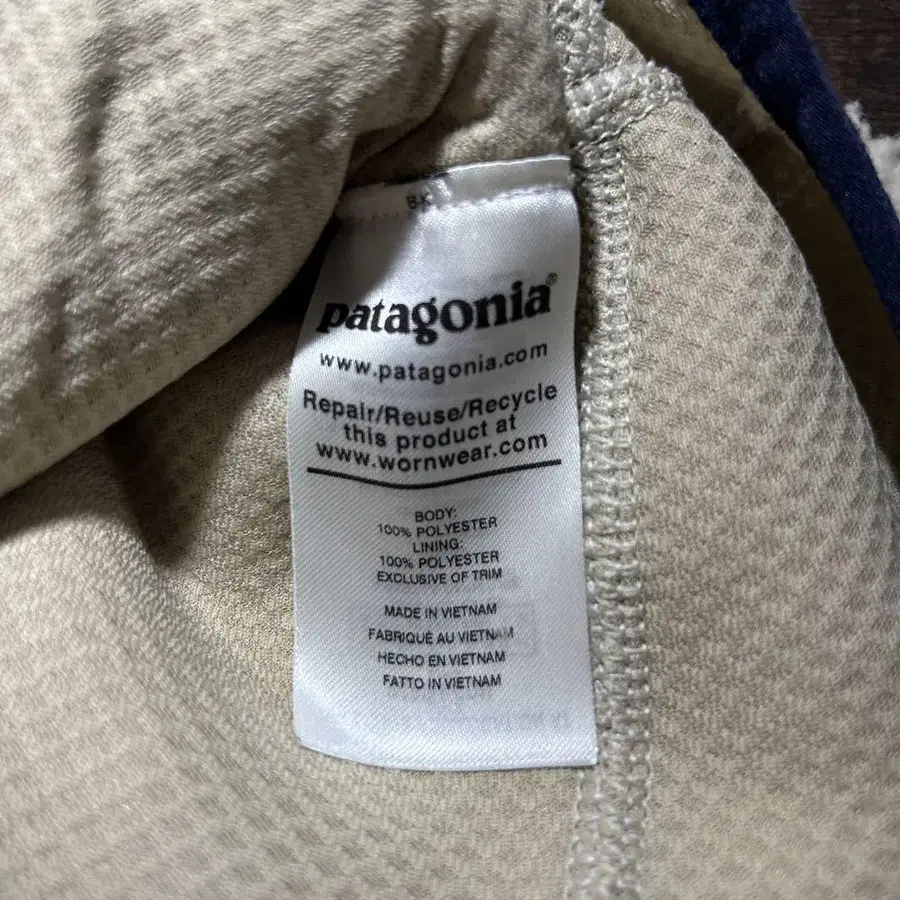 patagonia®
www.patagonia.com
Repair/Reuse/Recycle
this product at
www.wornwear.com
BODY:
100% POLYESTER
LINING:
100% POLYESTER
EXCLUSIVE OF TRIM
MADE IN VIETNAM
FABRIQUÉ AU VIETNAM
HECHO EN VIETNAM
FATTO IN VIETNAM